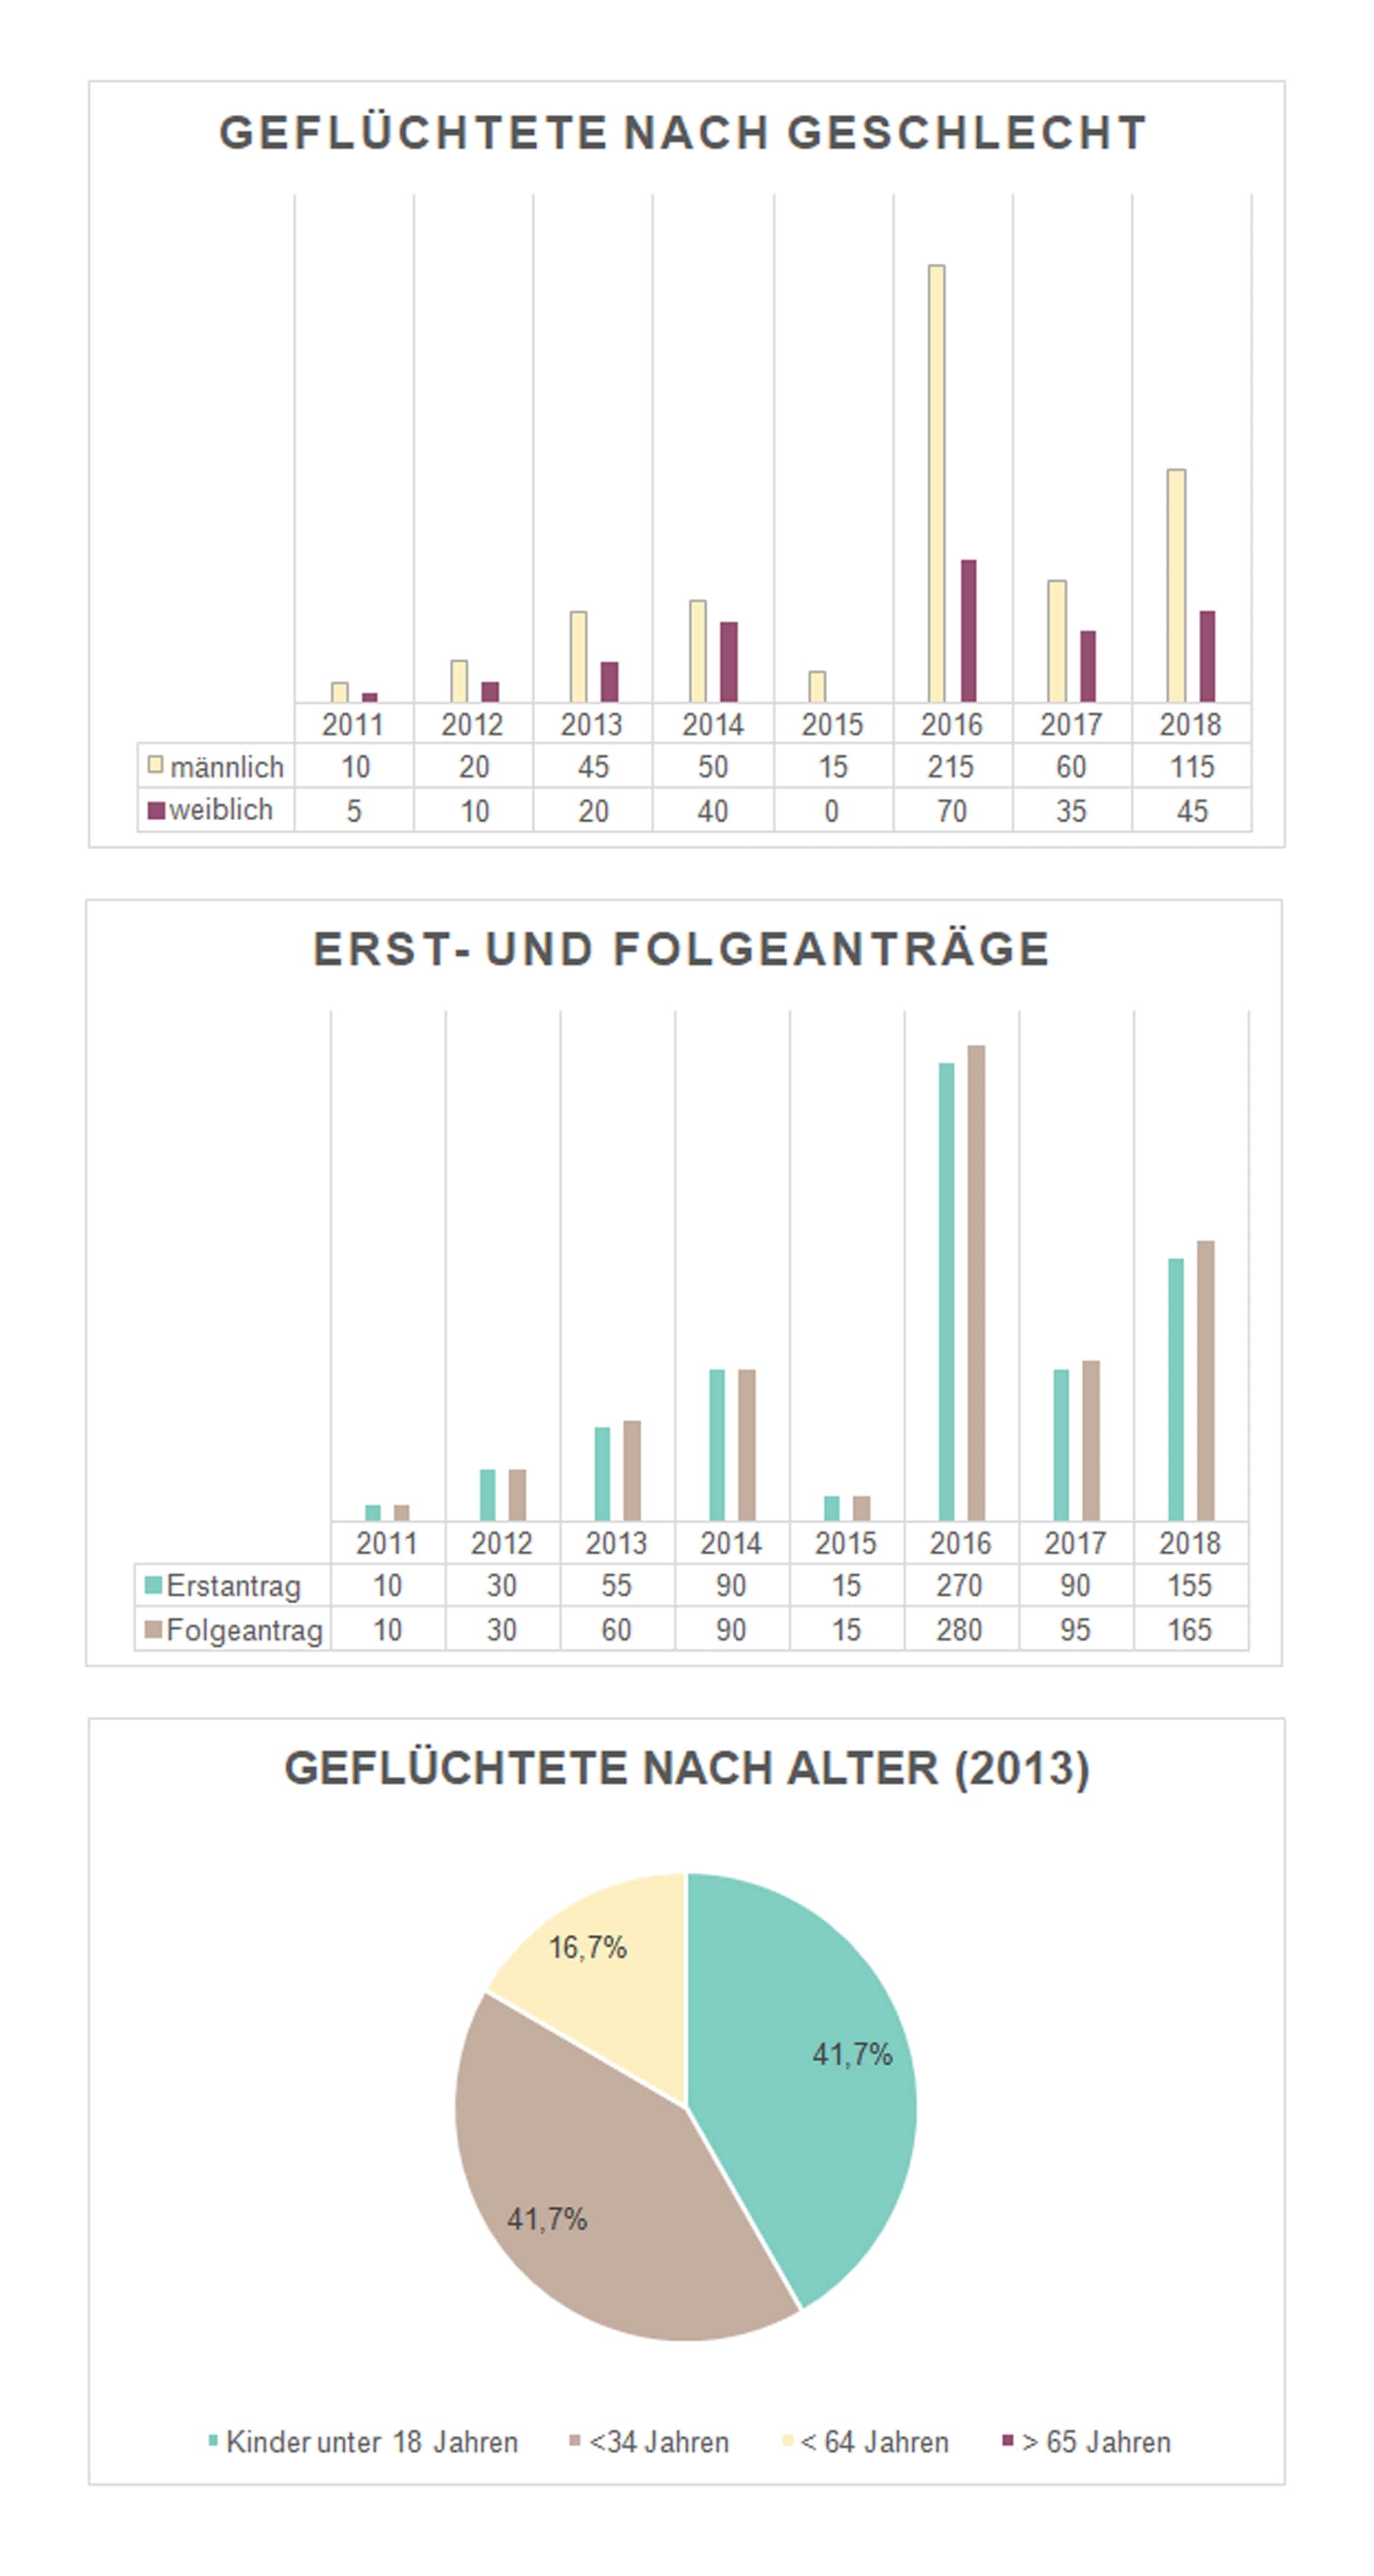 GEFLÜCHTETE NACH GESCHLECHT
2011 2012 2013 2014 2015 2016 2017 2018
männlich 10 20 45 50 15 215 60 115
weiblich 5 10 20 40 0 70 35 45
ERST- UND FOLGEANTRÄGE
2011 2012 2013 2014 2015 2016 2017 2018
Erstantrag 10 30 55 90 15 270 90 155
Folgeantrag 10 30 60 90 15 280 95 165
GEFLÜCHTETE NACH ALTER (2013)
16,7%
41,7%
41,7%
Kinder unter 18 Jahren <34 Jahren < 64 Jahren > 65 Jahren